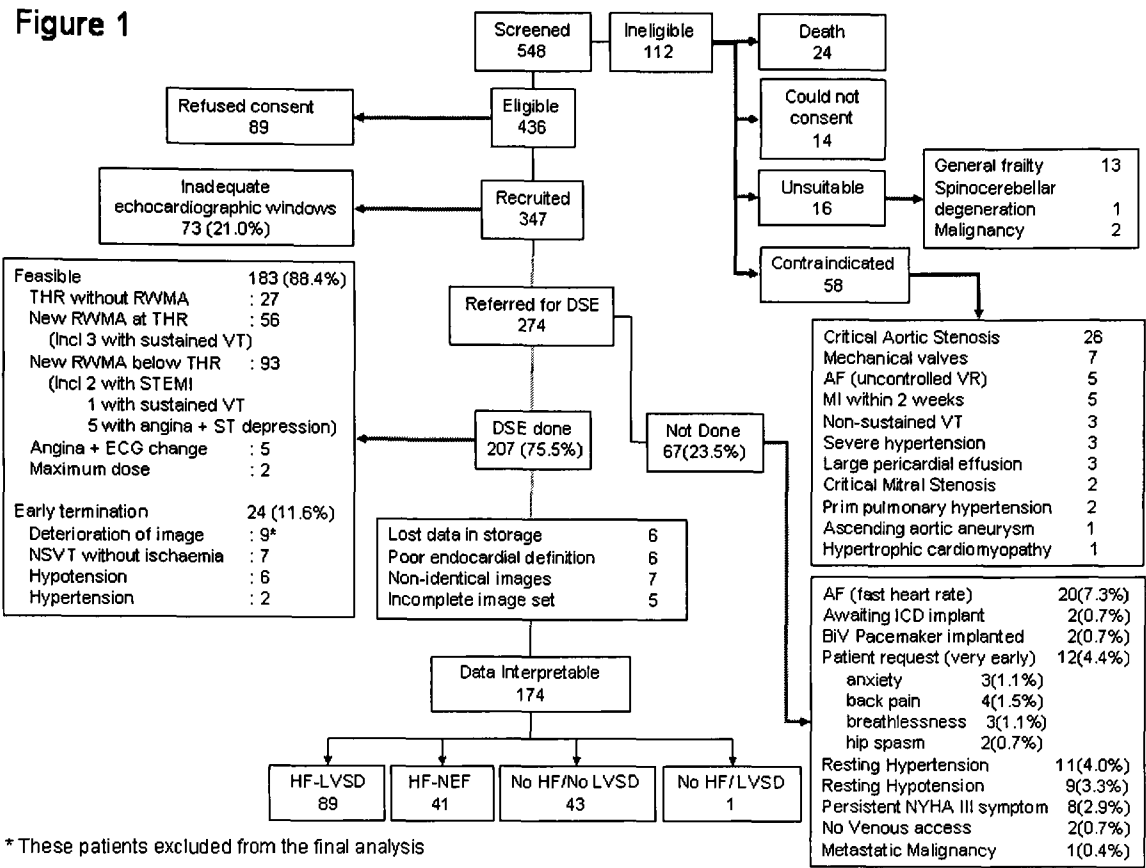 Figure 1
Screened
548
Ineligible
112
Death
24
Could not
consent
14
Unsuitable
16
General frailty 13
Spinocerebellar
degeneration 1
Malignancy 2
Contraindicated
58
Critical Aortic Stenosis 26
Mechanical valves 7
AF (uncontrolled VR) 5
MI within 2 weeks 5
Non-sustained VT 3
Severe hypertension 3
Large pericardial effusion 3
Critical Mitral Stenosis 2
Prim pulmonary hypertension 2
Ascending aortic aneurysm 1
Hypertrophic cardiomyopathy 1
Refused consent
89
Eligible
436
Inadequate
echocardiographic windows
73 (21.0%)
Recruited
347
Referred for DSE
274
Feasible 183 (88.4%)
THR without RWMA : 27
New RWMA at THR : 56
(Incl 3 with sustained VT)
New RWMA below THR : 93
(Incl 2 with STEMI
1 with sustained VT
5 with angina + ST depression)
Angina + ECG change : 5
Maximum dose : 2
Early termination 24 (11.6%)
Deterioration of image : 9*
NSVT without ischaemia : 7
Hypotension : 6
Hypertension : 2
DSE done
207 (75.5%)
Not Done
67(23.5%)
Lost data in storage 6
Poor endocardial definition 6
Non-identical images 7
Incomplete image set 5
AF (fast heart rate) 20(7.3%)
Awaiting ICD implant 2(0.7%)
BiV Pacemaker implanted 2(0.7%)
Patient request (very early) 12(4.4%)
anxiety 3(1.1%)
back pain 4(1.5%)
breathlessness 3(1.1%)
hip spasm 2(0.7%)
Resting Hypertension 11(4.0%)
Resting Hypotension 9(3.3%)
Persistent NYHA III symptom 8(2.9%)
No Venous access 2(0.7%)
Metastatic Malignancy 1(0.4%)
Data Interpretable
174
HF-LVSD
89
HF-NEF
41
No HF/No LVSD
43
No HF/LVSD
1
* These patients excluded from the final analysis